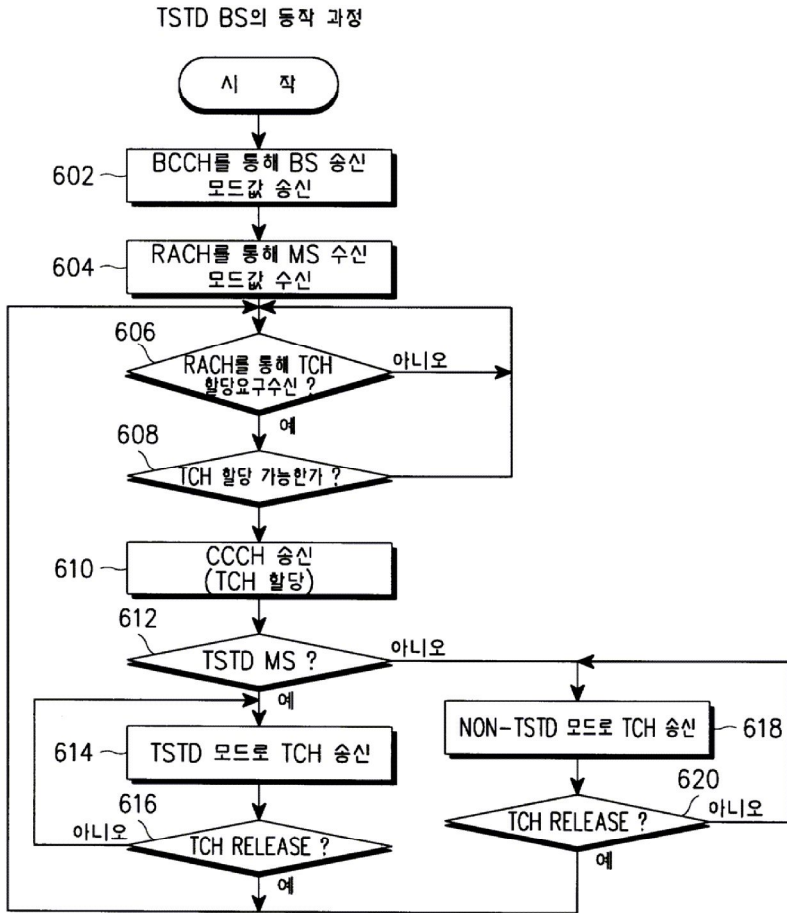 TSTD BS의 동작 과정
시 작
602
BCCH를 통해 BS 송신
모드값 송신
604
RACH를 통해 MS 수신
모드값 수신
606
RACH를 통해 TCH
할당요구수신 ?
아니오
예
608
TCH 할당 가능한가 ?
610
CCCH 송신
(TCH 할당)
612
TSTD MS ?
아니오
예
614
TSTD 모드로 TCH 송신
NON-TSTD 모드로 TCH 송신
618
616
TCH RELEASE ?
아니오
예
620
TCH RELEASE ?
아니오
예